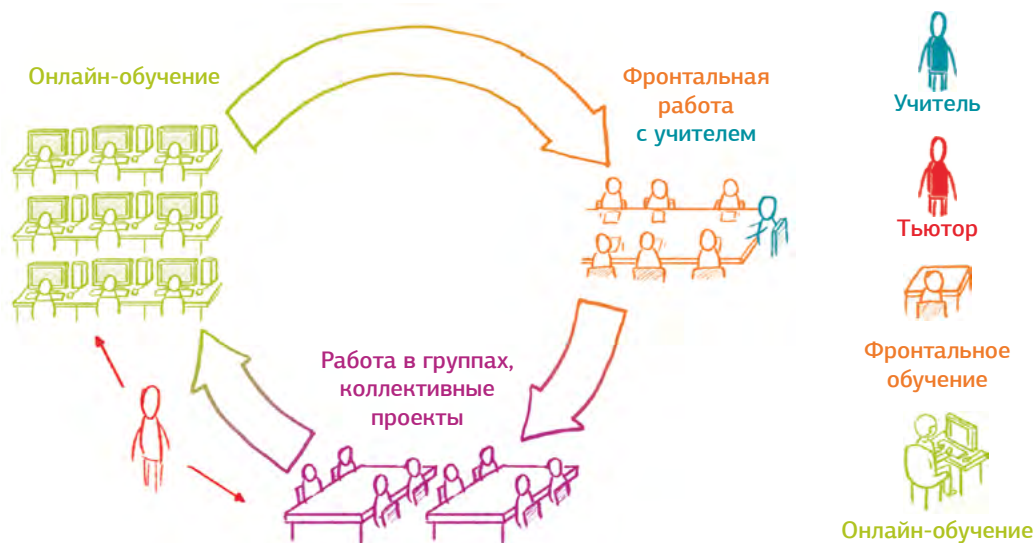 Онлайн-обучение
Фронтальная
работа
с учителем
Работа в группах,
коллективные
проекты
Учитель
Тьютор
Фронтальное
обучение
Онлайн-обучение